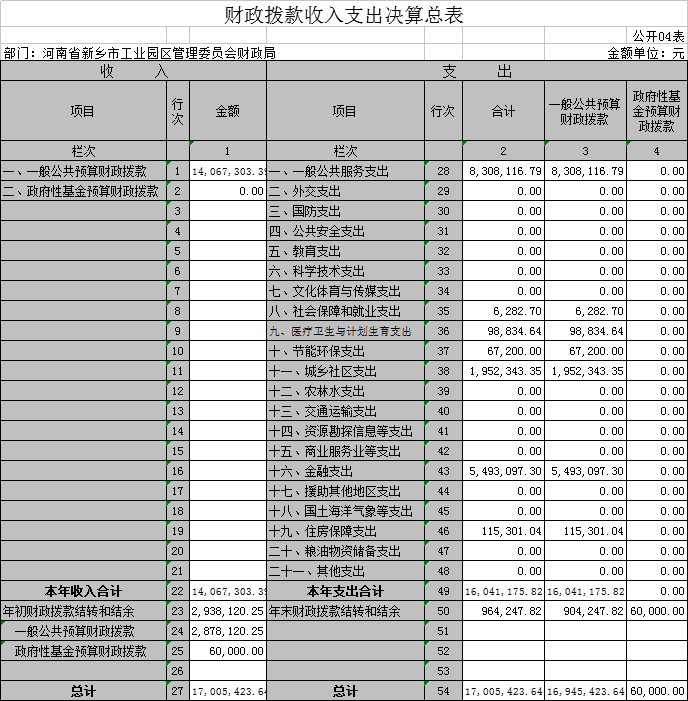 财政拨款收入支出决算总表
公开04表
部门：河南省新乡市工业园区管理委员会财政局 金额单位：元
收 入 支 出
项目 行次 金额 项目 行次 合计 一般公共预算财政拨款 政府性基金预算财政拨款
栏次 1 栏次 2 3 4
一、一般公共预算财政拨款 1 14,067,303.39 一、一般公共服务支出 28 8,308,116.79 8,308,116.79 0.00
二、政府性基金预算财政拨款 2 0.00 二、外交支出 29 0.00 0.00 0.00
3 三、国防支出 30 0.00 0.00 0.00
4 四、公共安全支出 31 0.00 0.00 0.00
5 五、教育支出 32 0.00 0.00 0.00
6 六、科学技术支出 33 0.00 0.00 0.00
7 七、文化体育与传媒支出 34 0.00 0.00 0.00
8 八、社会保障和就业支出 35 6,282.70 6,282.70 0.00
9 九、医疗卫生与计划生育支出 36 98,834.64 98,834.64 0.00
10 十、节能环保支出 37 67,200.00 67,200.00 0.00
11 十一、城乡社区支出 38 1,952,343.35 1,952,343.35 0.00
12 十二、农林水支出 39 0.00 0.00 0.00
13 十三、交通运输支出 40 0.00 0.00 0.00
14 十四、资源勘探信息等支出 41 0.00 0.00 0.00
15 十五、商业服务业等支出 42 0.00 0.00 0.00
16 十六、金融支出 43 5,493,097.30 5,493,097.30 0.00
17 十七、援助其他地区支出 44 0.00 0.00 0.00
18 十八、国土海洋气象等支出 45 0.00 0.00 0.00
19 十九、住房保障支出 46 115,301.04 115,301.04 0.00
20 二十、粮油物资储备支出 47 0.00 0.00 0.00
21 二十一、其他支出 48 0.00 0.00 0.00
本年收入合计 22 14,067,303.39 本年支出合计 49 16,041,175.82 16,041,175.82 0.00
年初财政拨款结转和结余 23 2,938,120.25 年末财政拨款结转和结余 50 964,247.82 904,247.82 60,000.00
一般公共预算财政拨款 24 2,878,120.25 51
政府性基金预算财政拨款 25 60,000.00 52
26 53
总计 27 17,005,423.64 总计 54 17,005,423.64 16,945,423.64 60,000.00